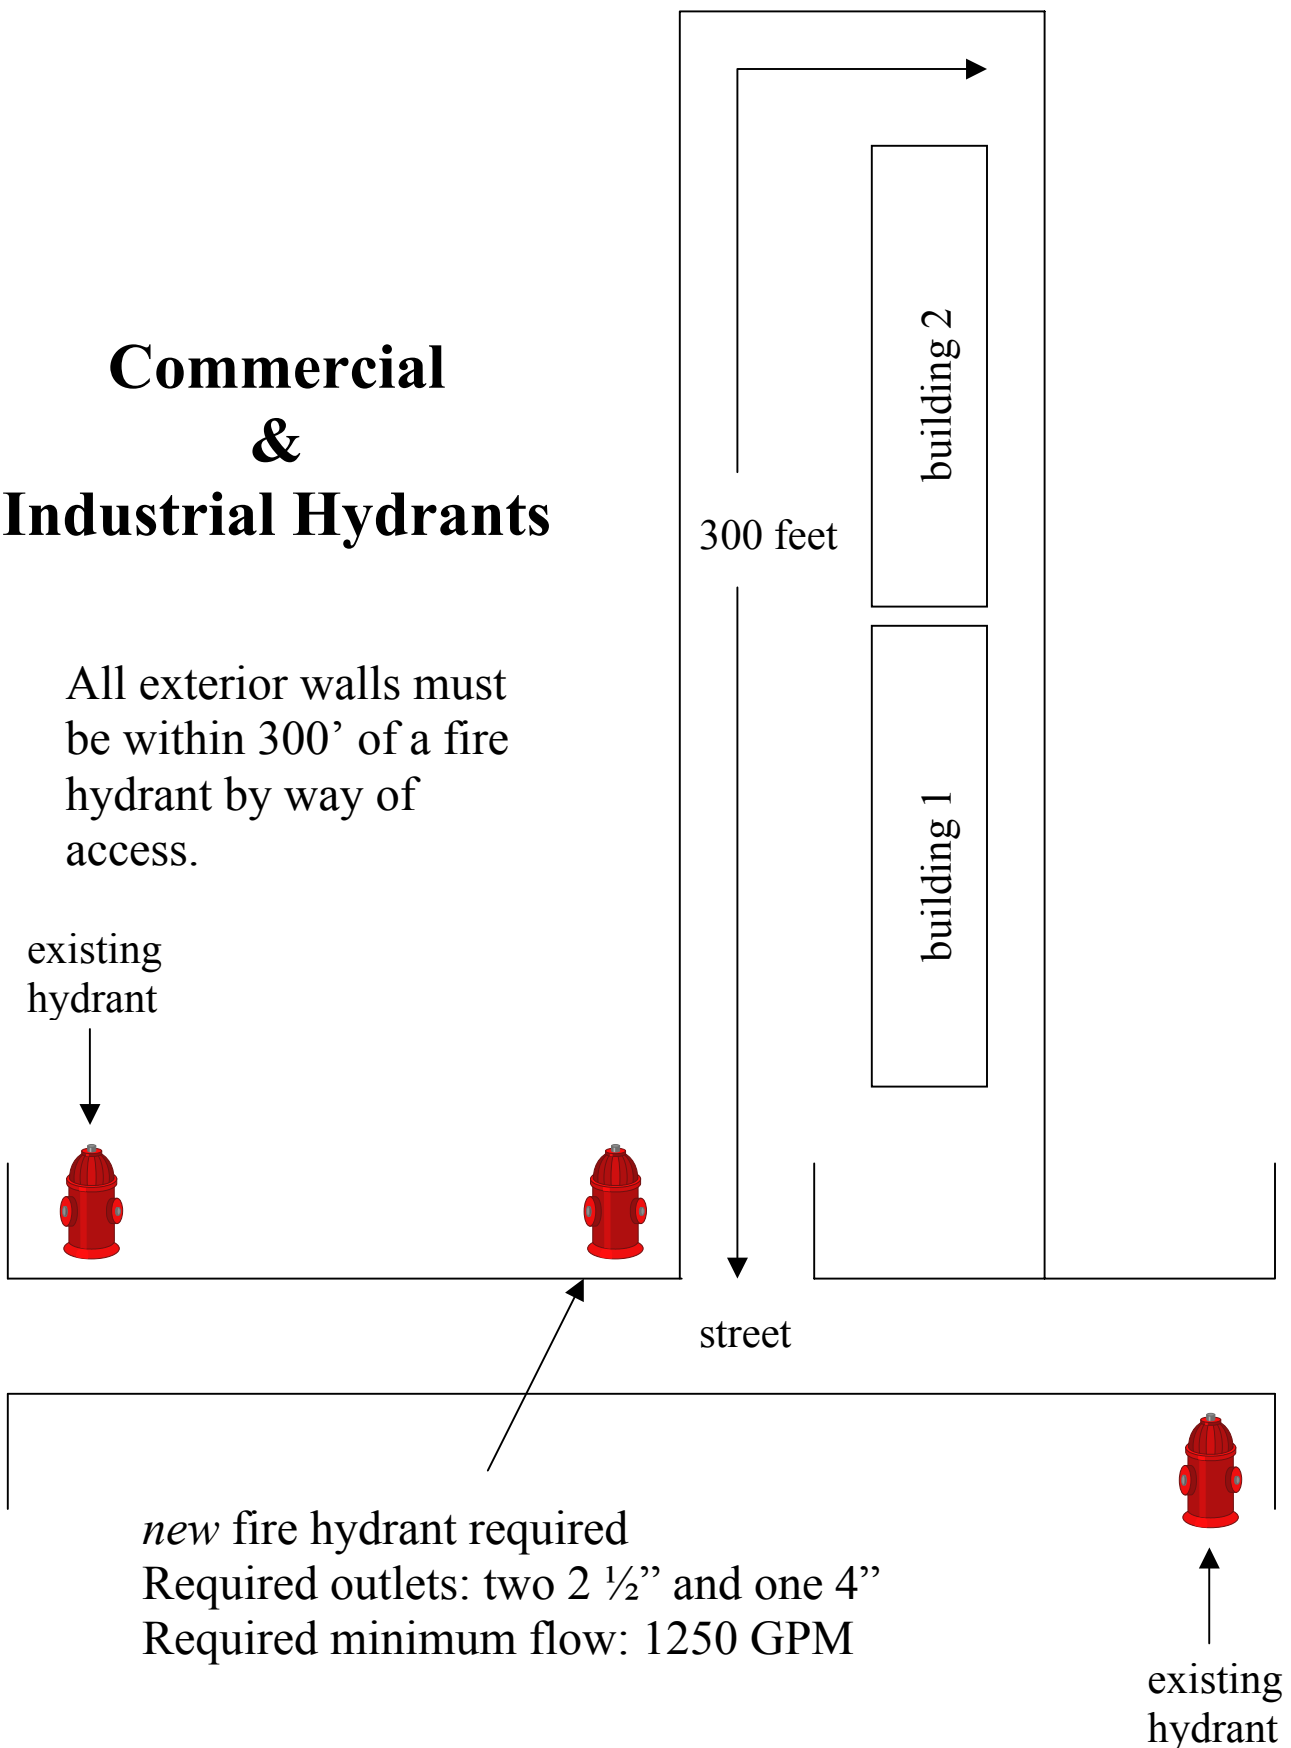 Commercial
&
Industrial Hydrants
building 2
300 feet
All exterior walls must
be within 300’ of a fire
hydrant by way of
access.
building 1
existing
hydrant
street
new fire hydrant required
Required outlets: two 2 ½” and one 4”
Required minimum flow: 1250 GPM
existing
hydrant